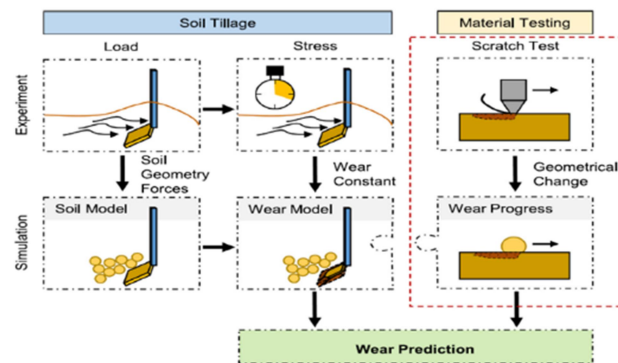 Soil Tillage
Material Testing
Load
Stress
Scratch Test
Experiment
Soil
Geometry
Forces
Wear
Constant
Geometrical
Change
Simulation
Soil Model
Wear Model
Wear Progress
Wear Prediction